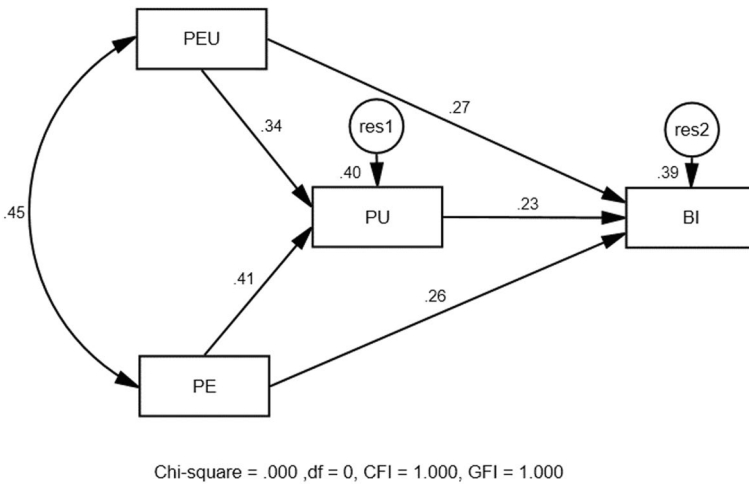 PEU
.27
.34
res1
res2
.40
.39
.45
.23
PU
BI
.41
.26
PE
Chi-square = .000 ,df = 0, CFI = 1.000, GFI = 1.000